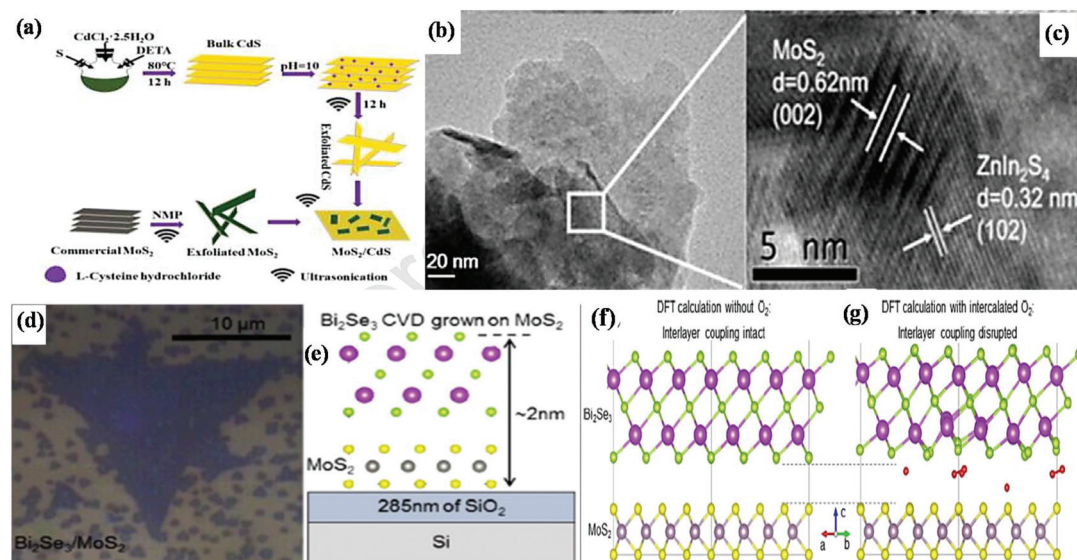 (a)
CdCl₂·2.5H₂O
S
DETA
80°C
12 h
Bulk CdS
pH=10
12 h
Exfoliated CdS
NMP
Commercial MoS₂
Exfoliated MoS₂
MoS₂/CdS
L-Cysteine hydrochloride
Ultrasonication
(b)
20 nm
(c)
MoS₂
d=0.62nm
(002)
ZnIn₂S₄
d=0.32 nm
(102)
5 nm
(d)
10 µm
Bi₂Se₃/MoS₂
(e)
Bi₂Se₃ CVD grown on MoS₂
~2nm
MoS₂
285nm of SiO₂
Si
(f)
DFT calculation without O₂:
Interlayer coupling intact
Bi₂Se₃
MoS₂
c
a
b
(g)
DFT calculation with intercalated O₂:
Interlayer coupling disrupted